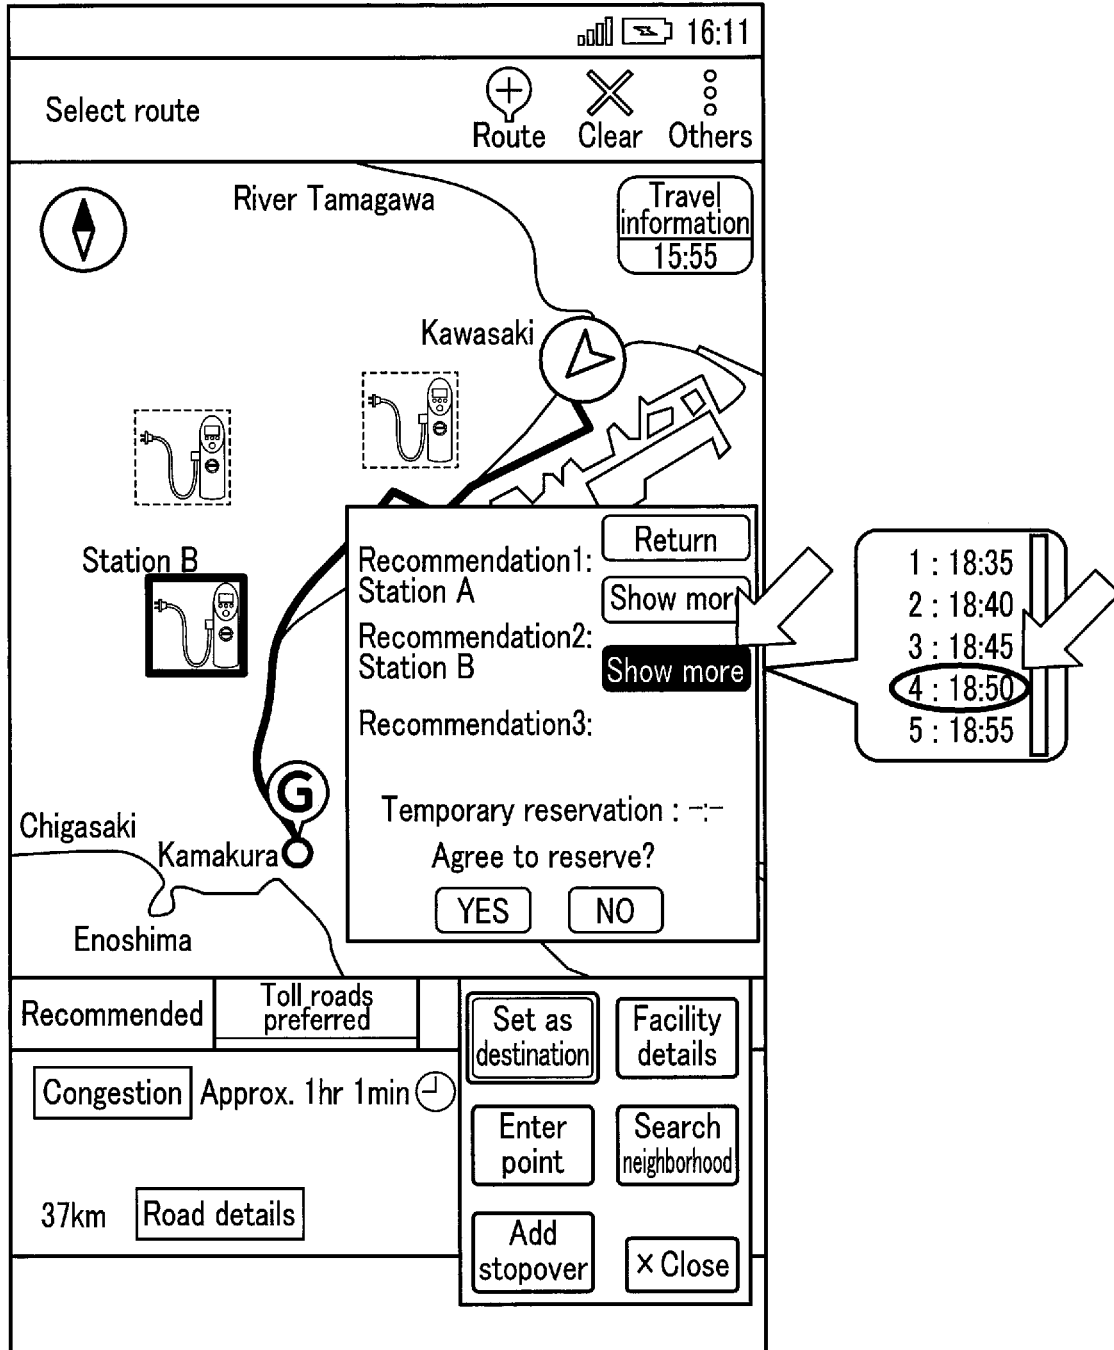 16:11
Select route
Route
Clear
Others
River Tamagawa
Travel
information
15:55
Kawasaki
Station B
Return
Recommendation1:
Station A
Show mor
Recommendation2:
Station B
Show more
Recommendation3:
Temporary reservation : -:-
Agree to reserve?
YES
NO
1 : 18:35
2 : 18:40
3 : 18:45
4 : 18:50
5 : 18:55
G
Chigasaki
Kamakura
Enoshima
Recommended
Toll roads
preferred
Congestion
Approx. 1hr 1min
37km
Road details
Set as
destination
Facility
details
Enter
point
Search
neighborhood
Add
stopover
× Close